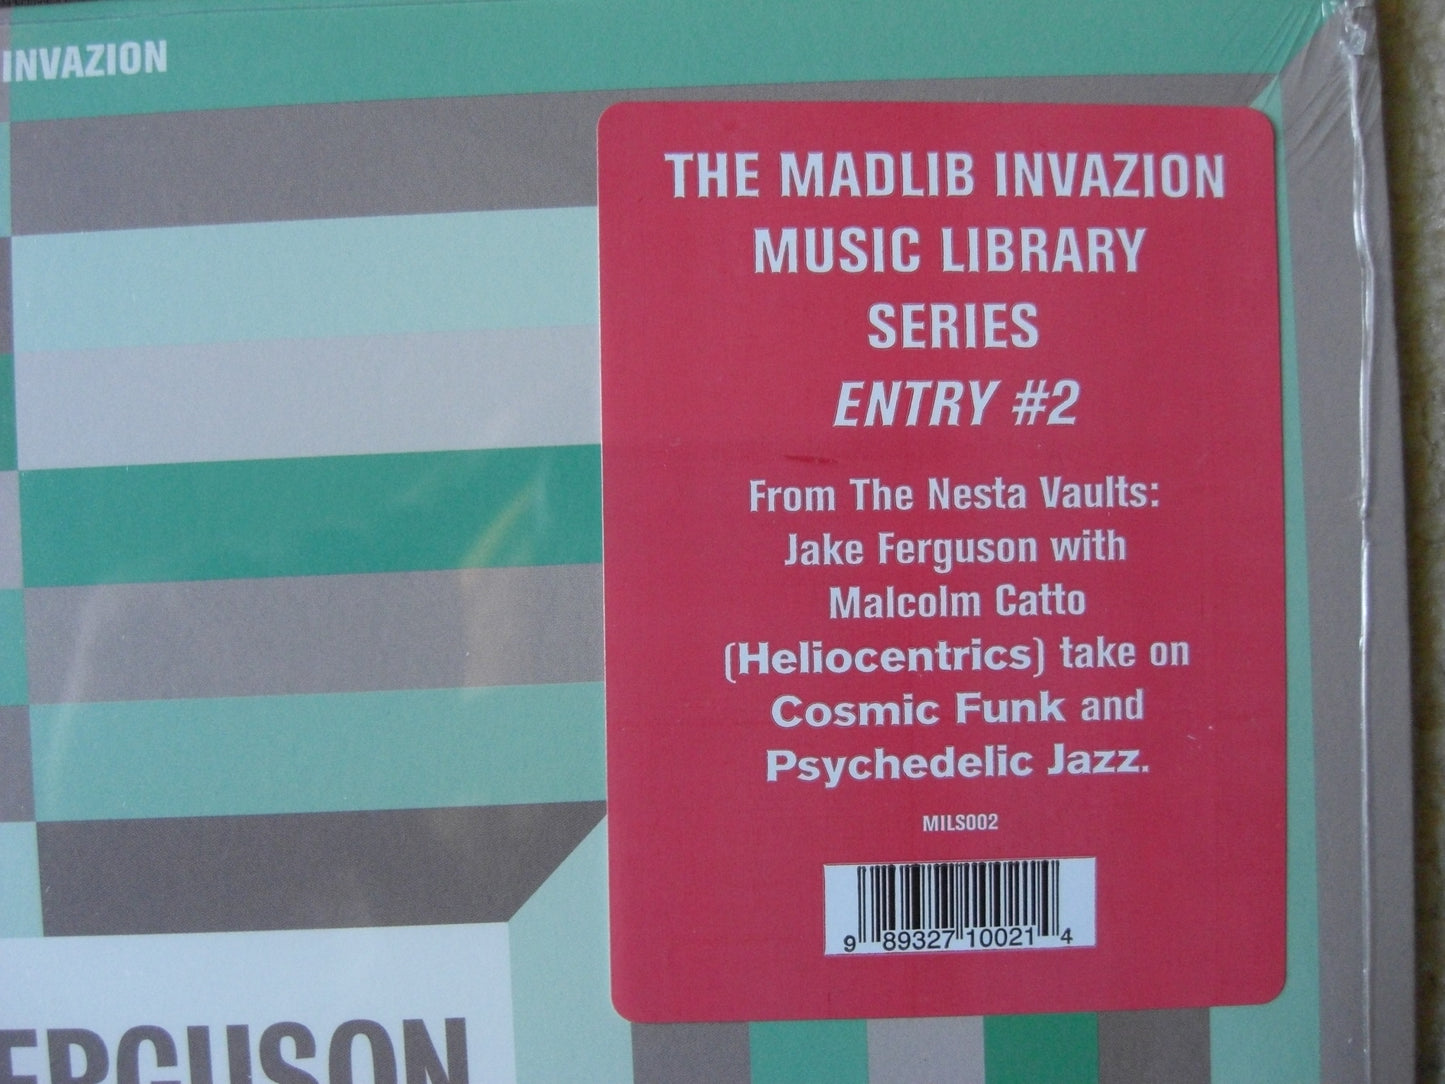 INVAZION
THE MADLIB INVAZION
MUSIC LIBRARY
SERIES
ENTRY #2
From The Nesta Vaults:
Jake Ferguson with
Malcolm Catto
(Heliocentrics) take on
Cosmic Funk and
Psychedelic Jazz.
MILS002
9 89327 10021 4
ERGUSON